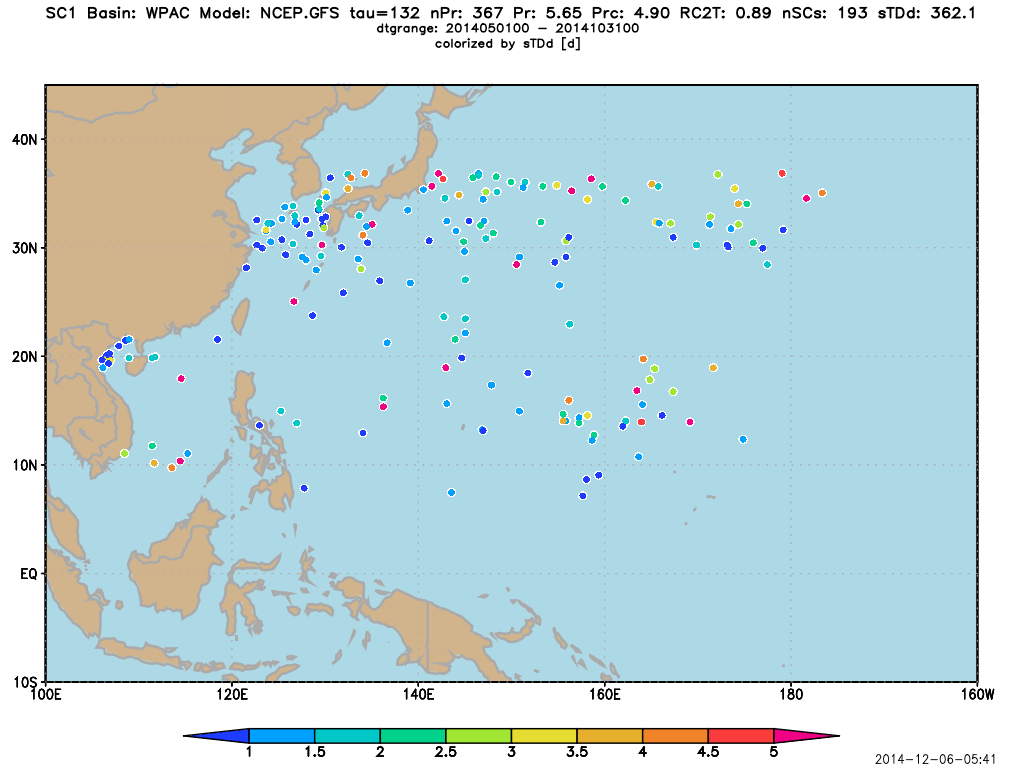 SC1 Basin: WPAC Model: NCEP.GFS tau=132 nPr: 367 Pr: 5.65 Prc: 4.90 RC2T: 0.89 nSCs: 193 sTDd: 362.1
dtgrange: 2014050100 - 2014103100
colorized by sTDd [d]
40N
30N
20N
10N
EQ
10S
100E 120E 140E 160E 180 160W
1 1.5 2 2.5 3 3.5 4 4.5 5
2014-12-06-05:41